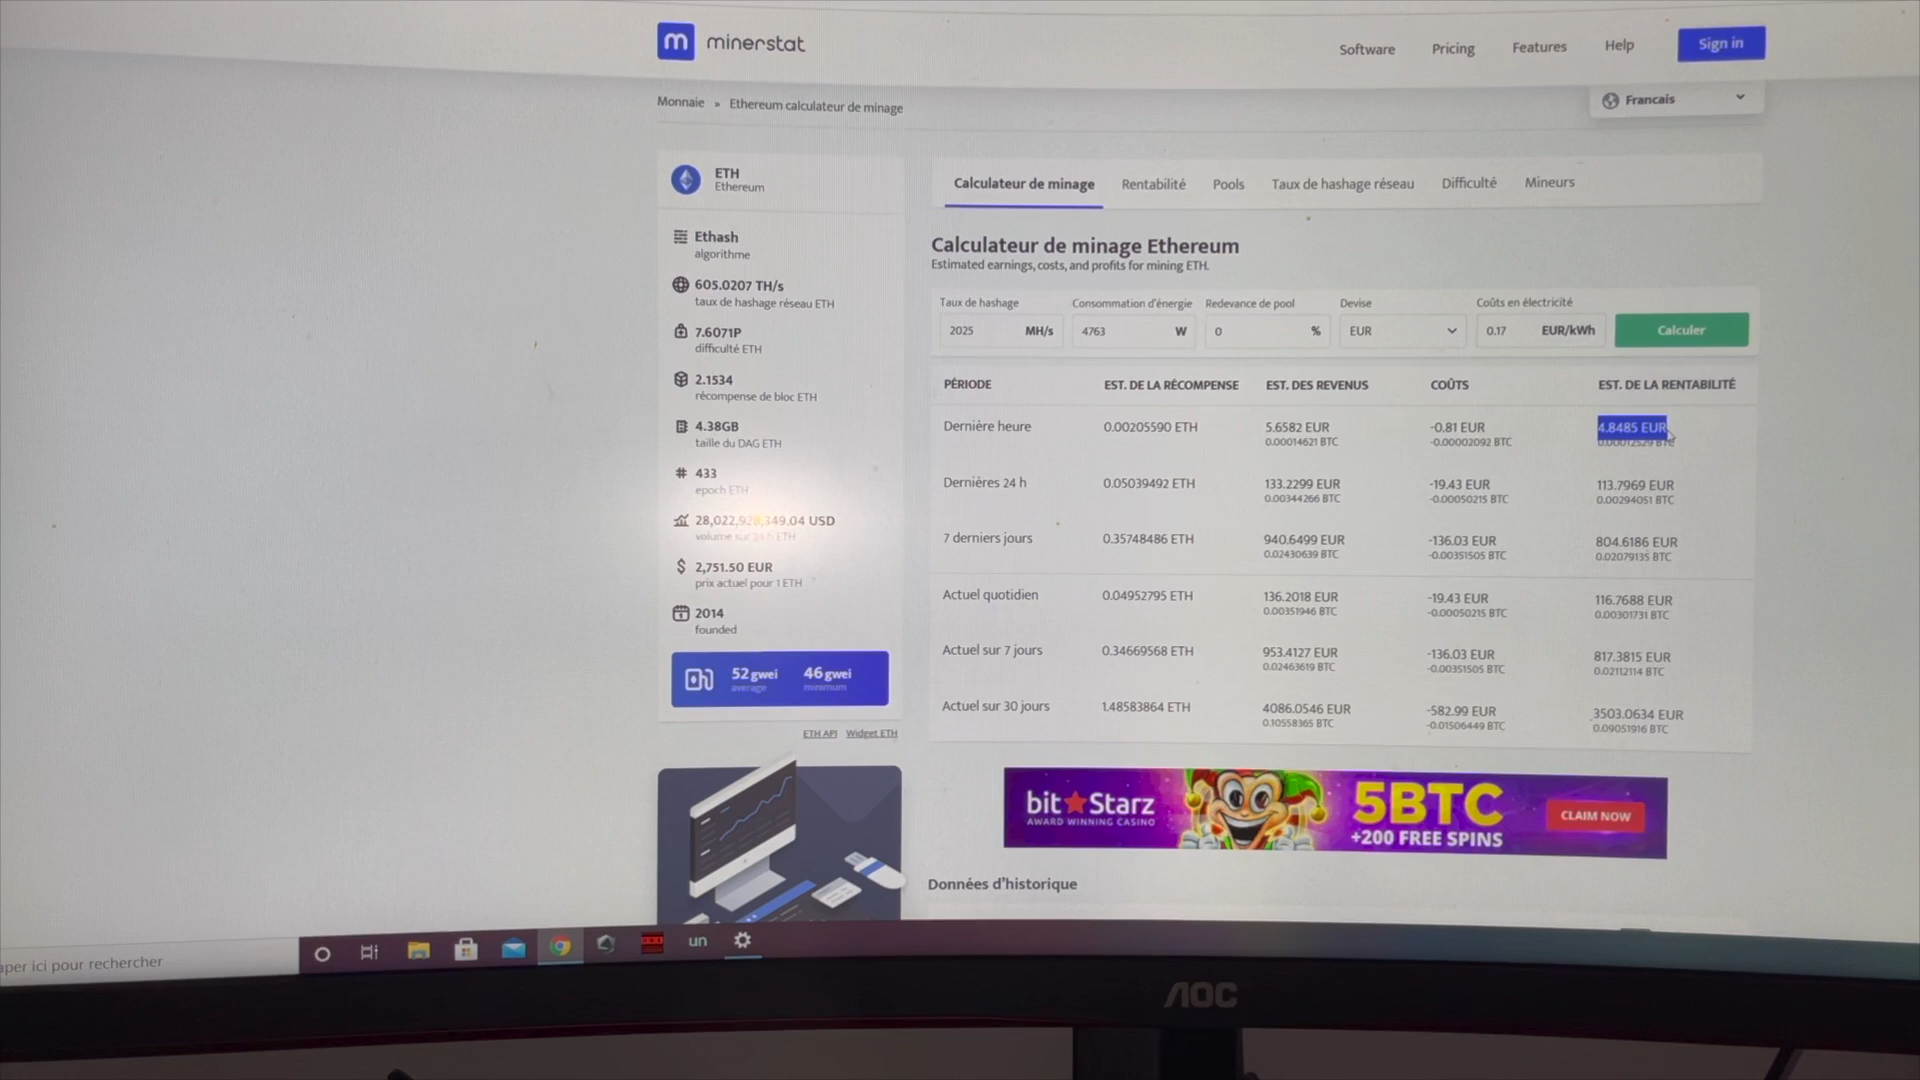 minerstat
Software Pricing Features Help Sign in
Monnaie » Ethereum calculateur de minage
Francais
ETH
Ethereum
Ethash
algorithme
605.0207 TH/s
taux de hashage réseau ETH
7.6071P
difficulté ETH
2.1534
récompense de bloc ETH
4.38GB
taille du DAG ETH
433
epoch ETH
USD
volume sur 24 h ETH
2,751.50 EUR
prix actuel pour 1 ETH
2014
founded
52 gwei 46 gwei
average minimum
ETH API Widget ETH
Calculateur de minage Rentabilité Pools Taux de hashage réseau Difficulté Mineurs
Calculateur de minage Ethereum
Estimated earnings, costs, and profits for mining ETH.
Taux de hashage Consommation d'énergie Redevance de pool Devise Coûts en électricité
2025 MH/s 4763 W 0 % EUR 0.17 EUR/kWh Calculer
PÉRIODE EST. DE LA RÉCOMPENSE EST. DES REVENUS COÛTS EST. DE LA RENTABILITÉ
Dernière heure 0.00205590 ETH 5.6582 EUR -0.81 EUR 4.8485 EUR
0.00014621 BTC -0.00002092 BTC 0.00012529 BTC
Dernières 24 h 0.05039492 ETH 133.2299 EUR -19.43 EUR 113.7969 EUR
0.00344266 BTC -0.00050215 BTC 0.00294051 BTC
7 derniers jours 0.35748486 ETH 940.6499 EUR -136.03 EUR 804.6186 EUR
0.02430639 BTC -0.00351505 BTC 0.02079135 BTC
Actuel quotidien 0.04952795 ETH 136.2018 EUR -19.43 EUR 116.7688 EUR
0.00351946 BTC -0.00050215 BTC 0.00301731 BTC
Actuel sur 7 jours 0.34669568 ETH 953.4127 EUR -136.03 EUR 817.3815 EUR
0.02463619 BTC -0.00351505 BTC 0.02112114 BTC
Actuel sur 30 jours 1.48583864 ETH 4086.0546 EUR -582.99 EUR 3503.0634 EUR
0.10558365 BTC -0.01506449 BTC 0.09051916 BTC
bit Starz
AWARD WINNING CASINO
5BTC
+200 FREE SPINS
CLAIM NOW
Données d'historique
aper ici pour rechercher
un
AOC